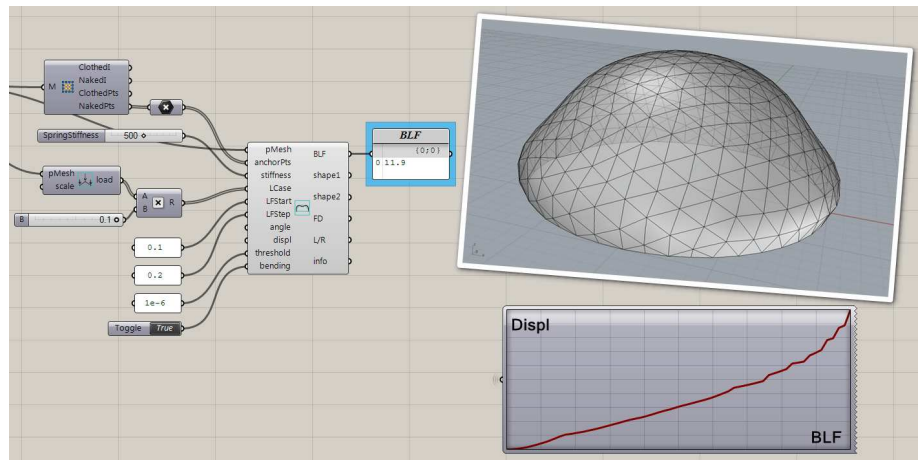 ClothedI
NakedI
M
ClothedPts
NakedPts
SpringStiffness 500
pMesh
scale
load
A
B
R
B 0.1
0.1
0.2
1e-6
Toggle True
pMesh
anchorPts
stiffness
LCase
LFStart
LFStep
angle
displ
threshold
bending
BLF
shape1
shape2
FD
L/R
info
BLF
{0;0}
0 11.9
Displ
BLF